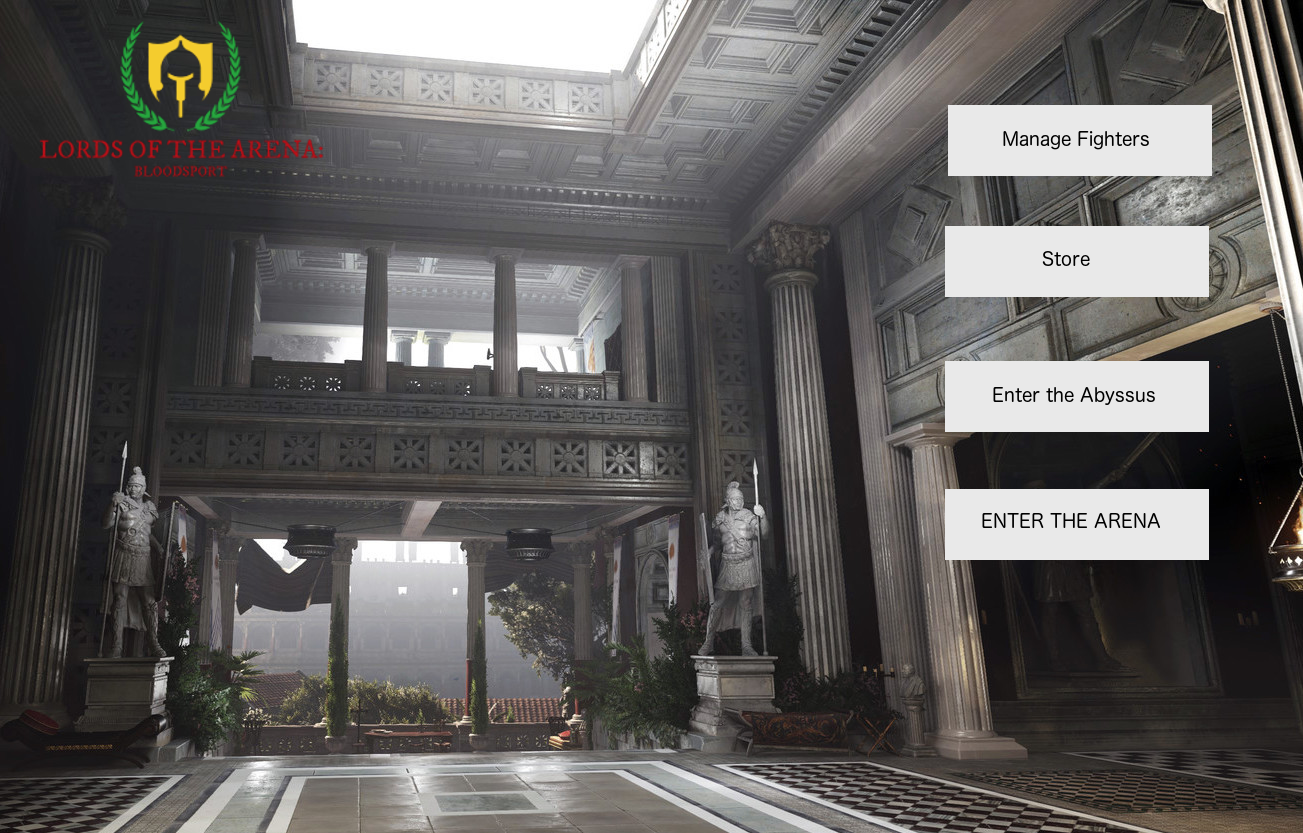 LORDS OF THE ARENA:
BLOODSPORT
Manage Fighters
Store
Enter the Abyssus
ENTER THE ARENA